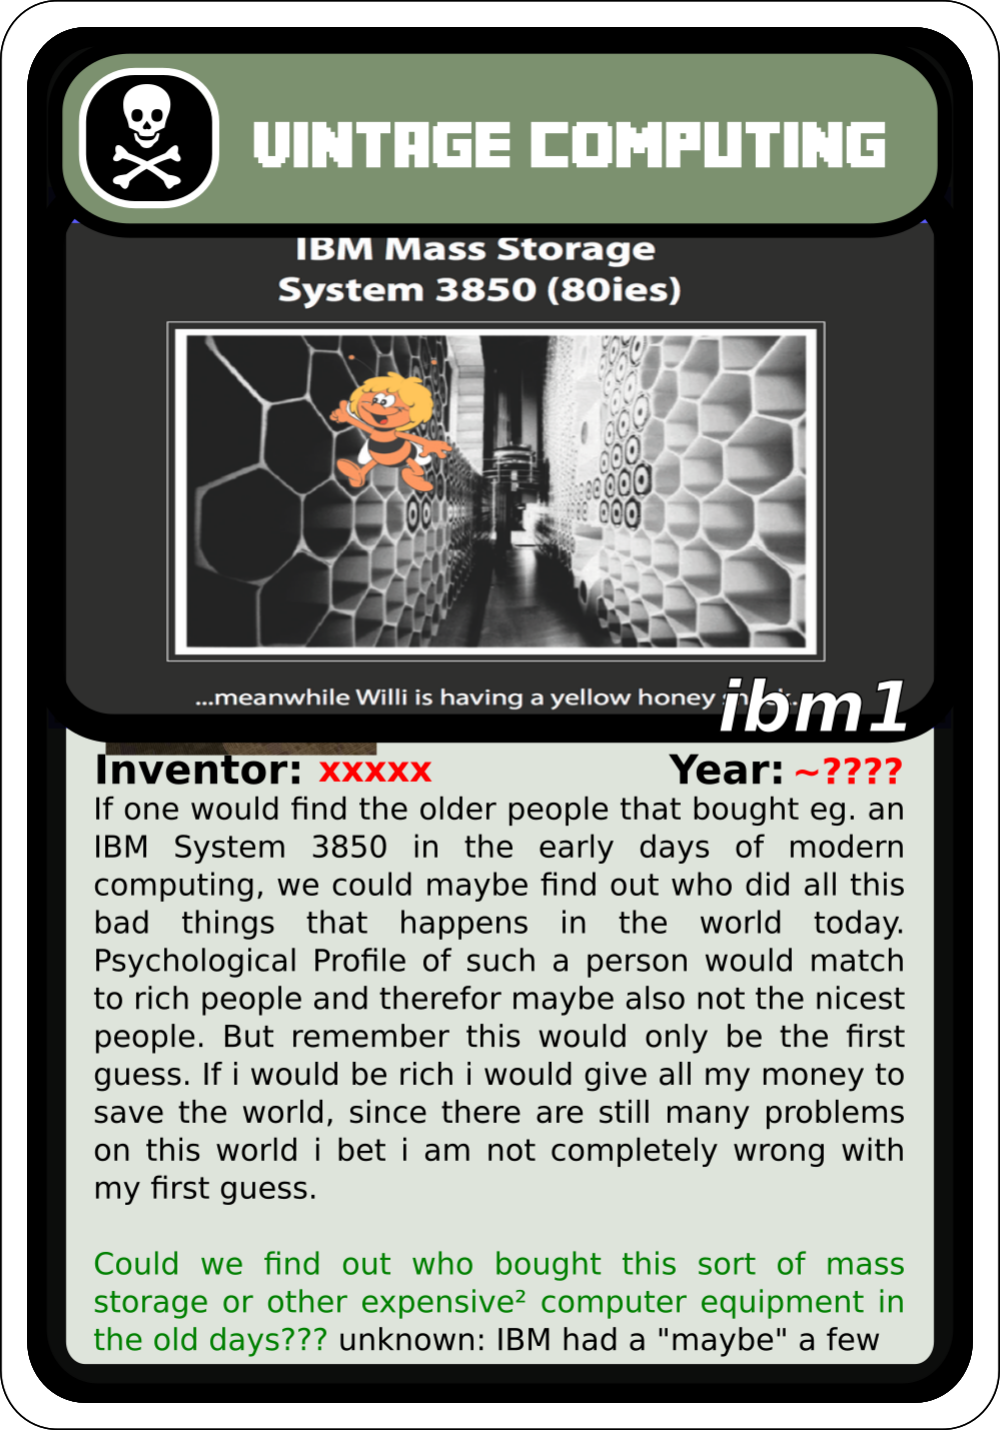 VINTAGE COMPUTING
IBM Mass Storage
System 3850 (80ies)
...meanwhile Willi is having a yellow honey
ibm1
Inventor: xxxxx Year: ~????
If one would find the older people that bought eg. an
IBM System 3850 in the early days of modern
computing, we could maybe find out who did all this
bad things that happens in the world today.
Psychological Profile of such a person would match
to rich people and therefor maybe also not the nicest
people. But remember this would only be the first
guess. If i would be rich i would give all my money to
save the world, since there are still many problems
on this world i bet i am not completely wrong with
my first guess.
Could we find out who bought this sort of mass
storage or other expensive² computer equipment in
the old days??? unknown: IBM had a "maybe" a few